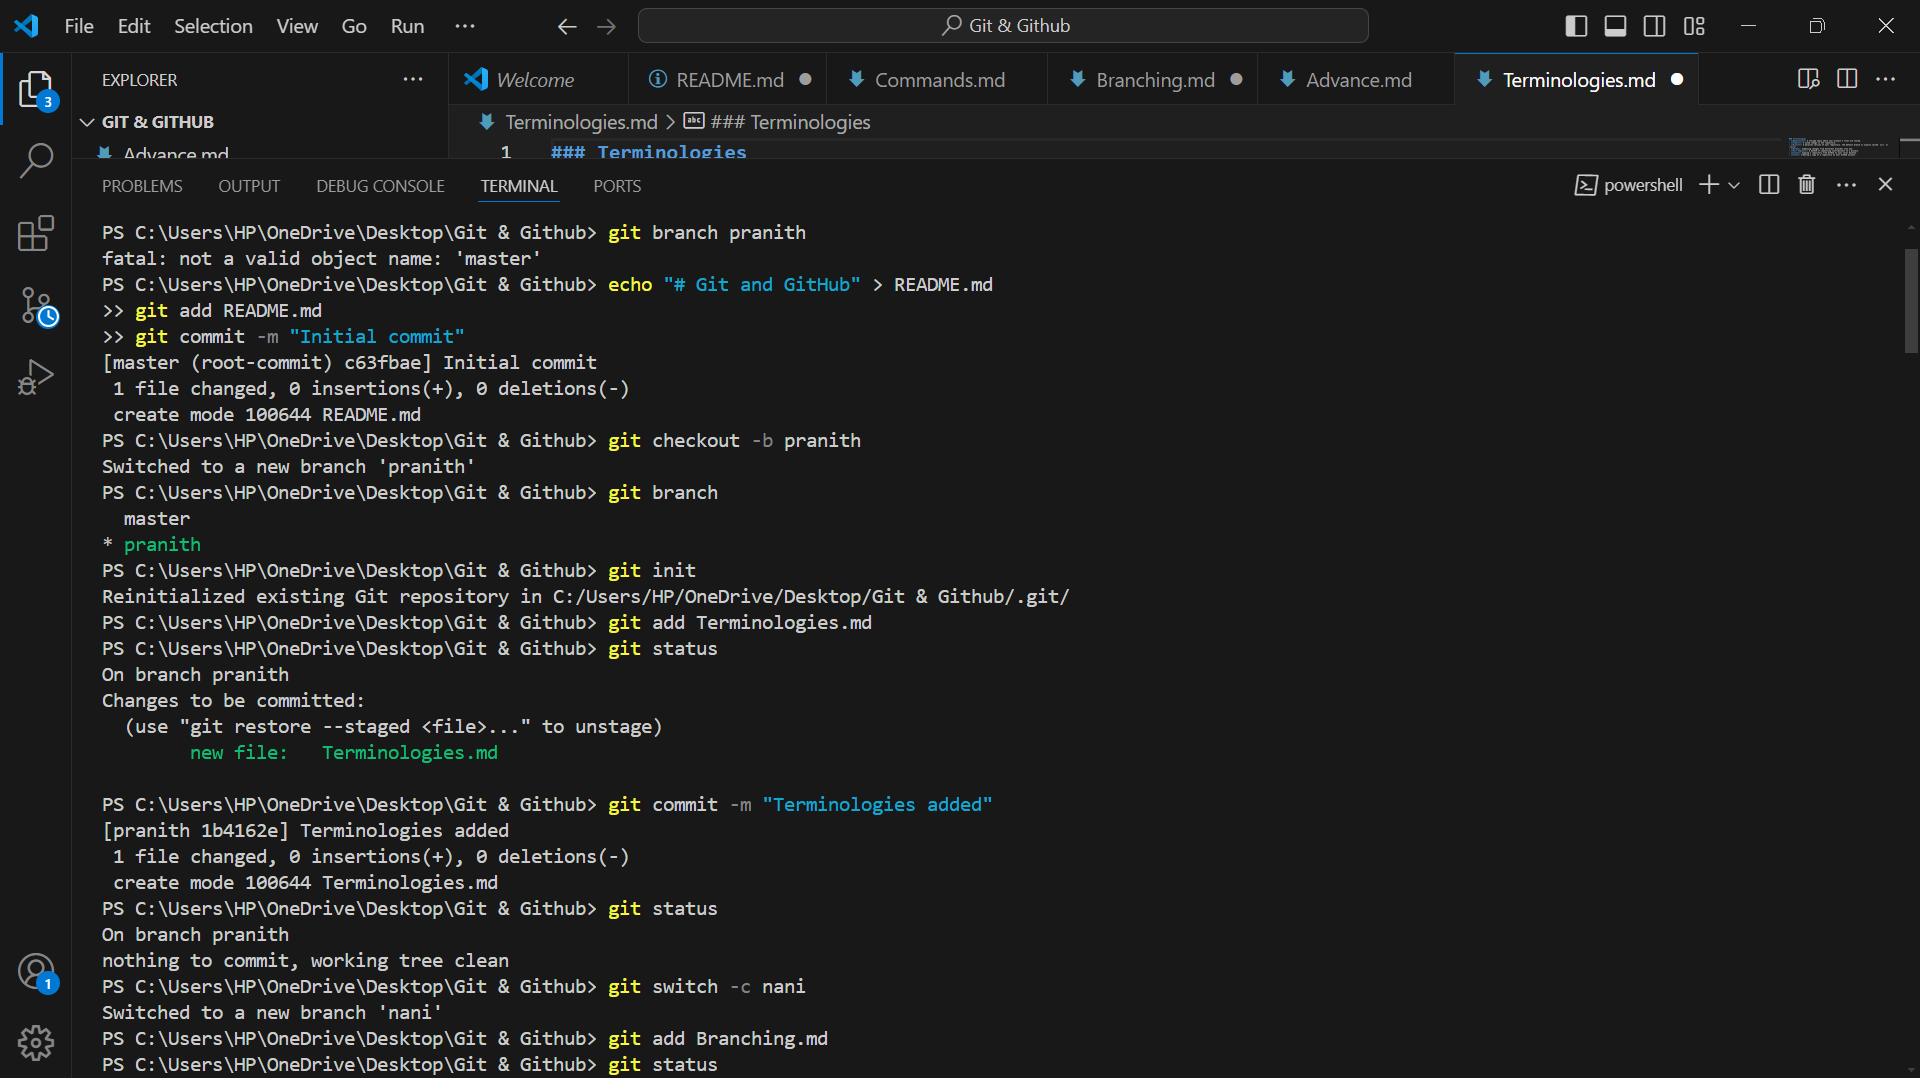 File Edit Selection View Go Run ··· Git & Github
EXPLORER ··· Welcome README.md Commands.md Branching.md Advance.md Terminologies.md
3
GIT & GITHUB
Terminologies.md > ### Terminologies
Advance.md
1 ### Terminologies
PROBLEMS OUTPUT DEBUG CONSOLE TERMINAL PORTS powershell
PS C:\Users\HP\OneDrive\Desktop\Git & Github> git branch pranith
fatal: not a valid object name: 'master'
PS C:\Users\HP\OneDrive\Desktop\Git & Github> echo "# Git and GitHub" > README.md
>> git add README.md
>> git commit -m "Initial commit"
[master (root-commit) c63fbae] Initial commit
1 file changed, 0 insertions(+), 0 deletions(-)
create mode 100644 README.md
PS C:\Users\HP\OneDrive\Desktop\Git & Github> git checkout -b pranith
Switched to a new branch 'pranith'
PS C:\Users\HP\OneDrive\Desktop\Git & Github> git branch
master
* pranith
PS C:\Users\HP\OneDrive\Desktop\Git & Github> git init
Reinitialized existing Git repository in C:/Users/HP/OneDrive/Desktop/Git & Github/.git/
PS C:\Users\HP\OneDrive\Desktop\Git & Github> git add Terminologies.md
PS C:\Users\HP\OneDrive\Desktop\Git & Github> git status
On branch pranith
Changes to be committed:
(use "git restore --staged <file>..." to unstage)
new file: Terminologies.md
PS C:\Users\HP\OneDrive\Desktop\Git & Github> git commit -m "Terminologies added"
[pranith 1b4162e] Terminologies added
1 file changed, 0 insertions(+), 0 deletions(-)
create mode 100644 Terminologies.md
PS C:\Users\HP\OneDrive\Desktop\Git & Github> git status
On branch pranith
nothing to commit, working tree clean
PS C:\Users\HP\OneDrive\Desktop\Git & Github> git switch -c nani
1
Switched to a new branch 'nani'
PS C:\Users\HP\OneDrive\Desktop\Git & Github> git add Branching.md
PS C:\Users\HP\OneDrive\Desktop\Git & Github> git status